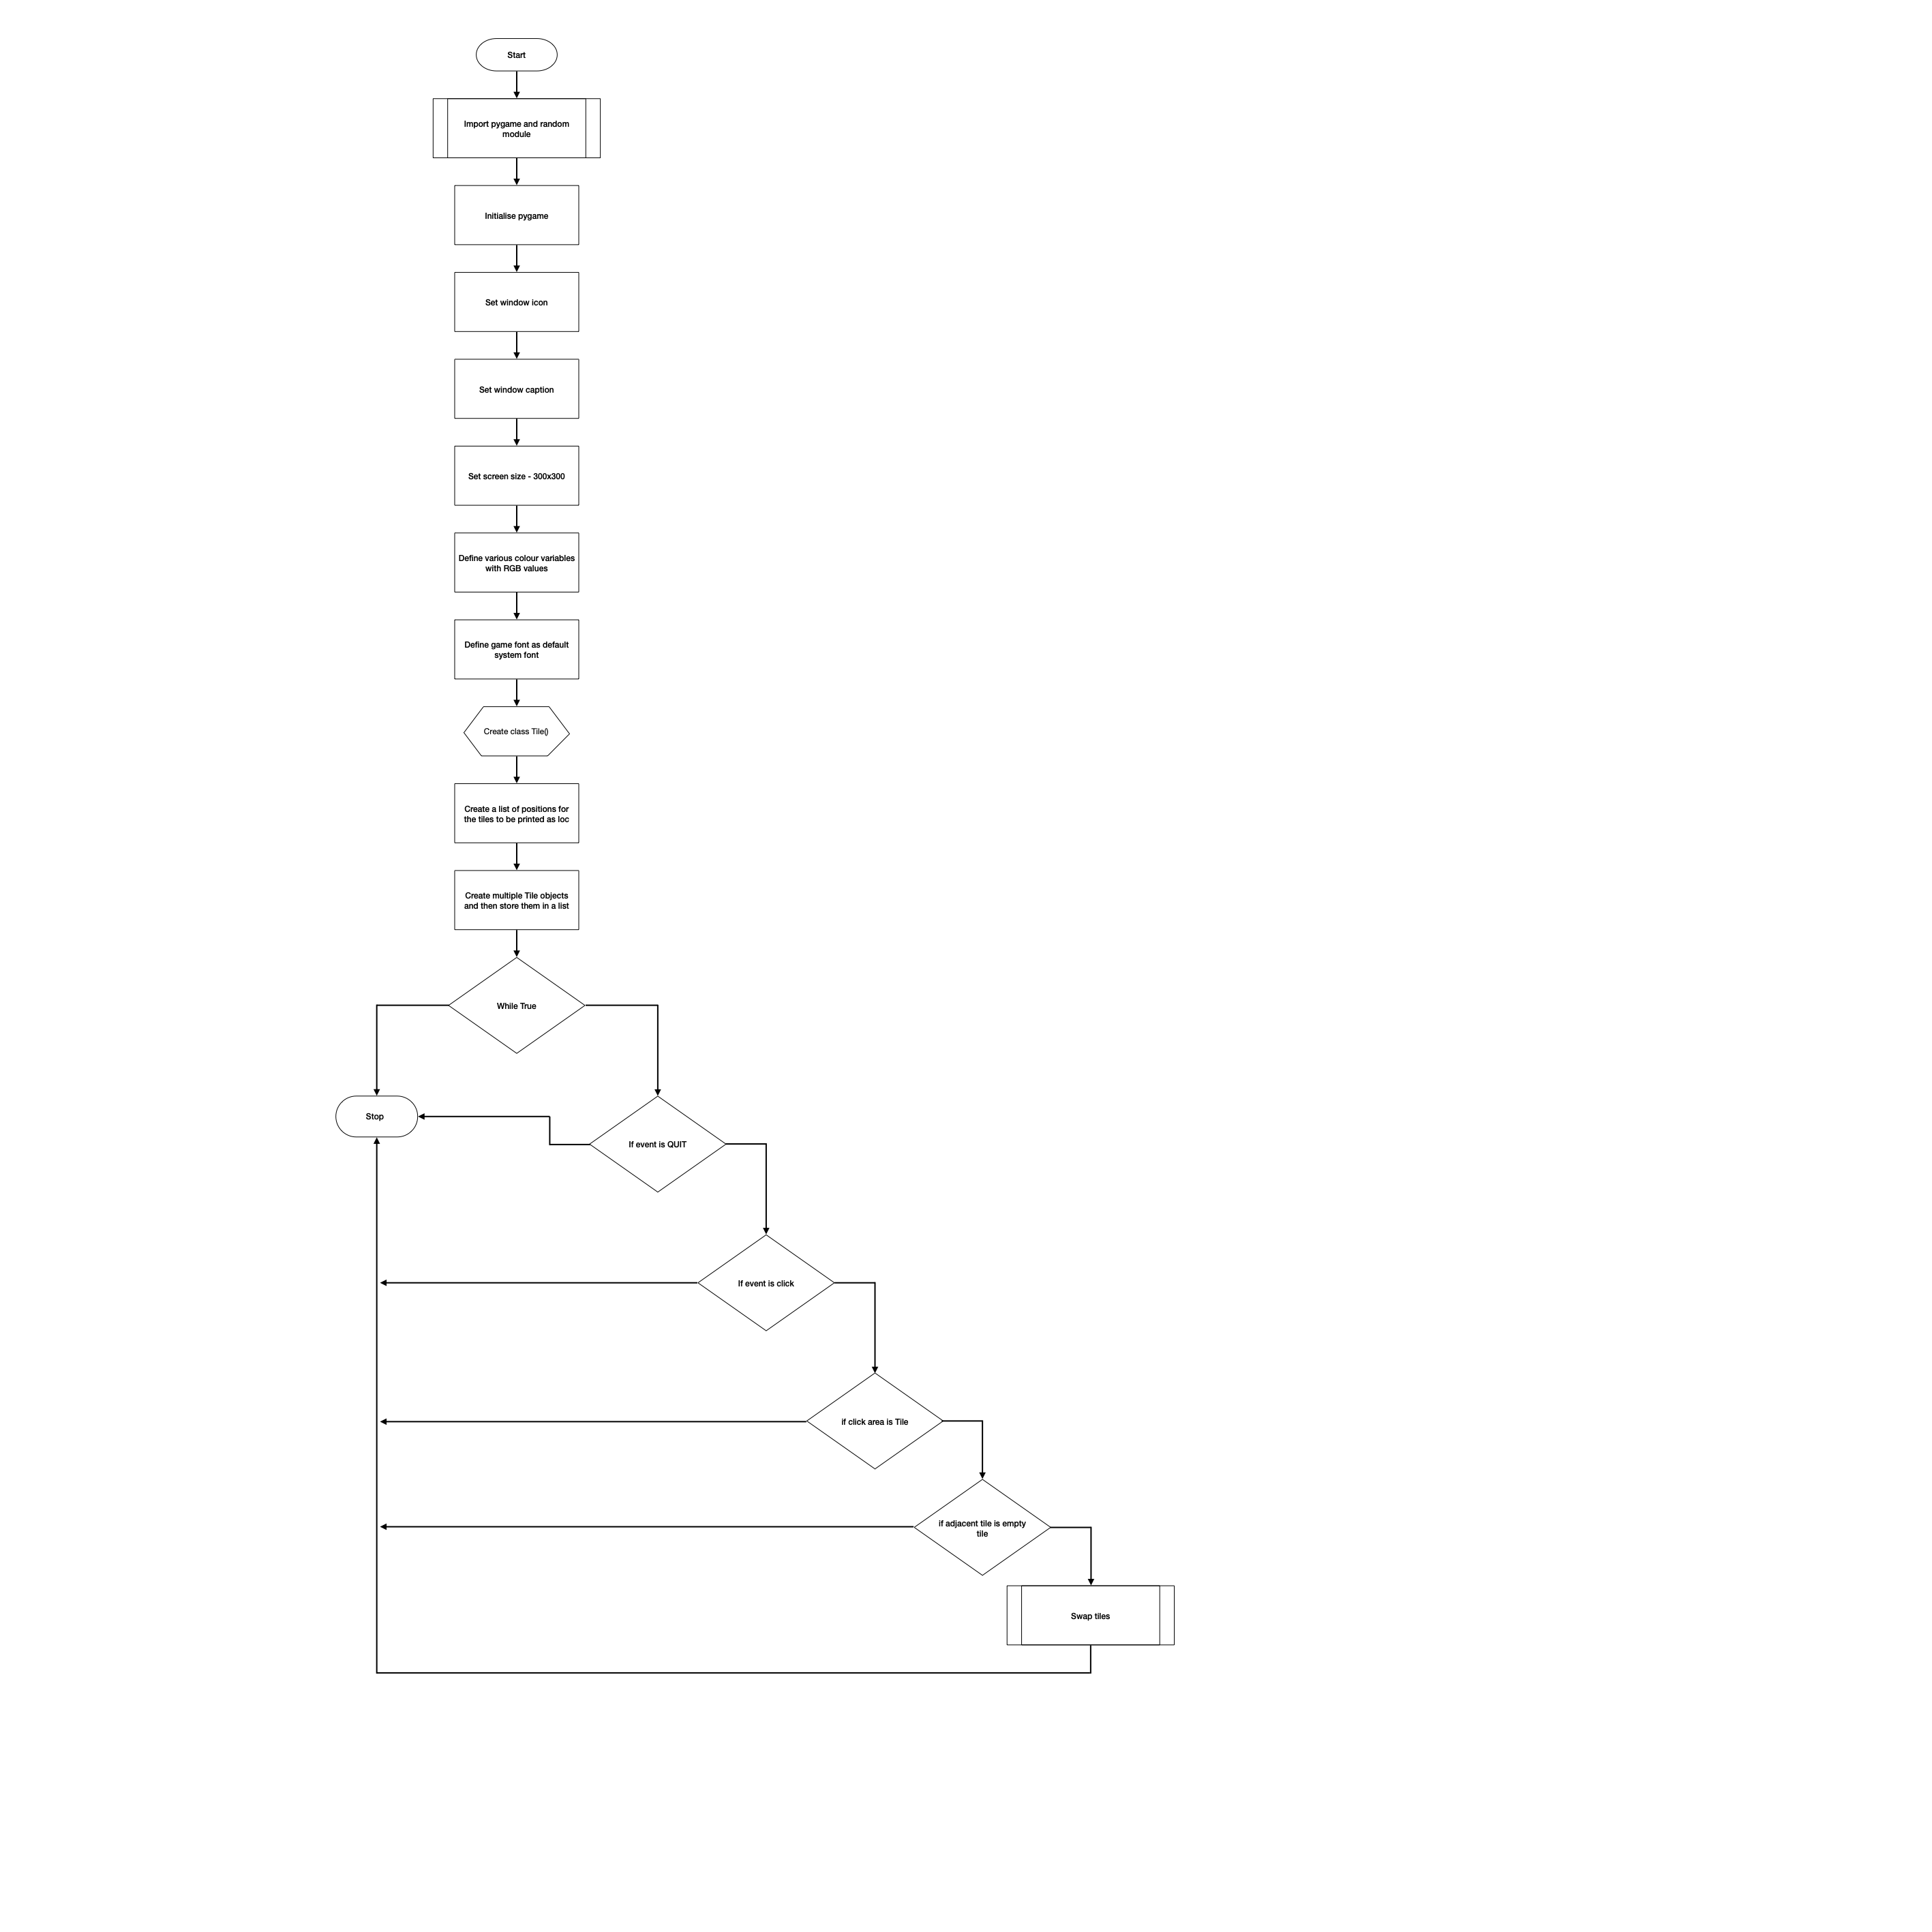 Start
Import pygame and random
module
Initialise pygame
Set window icon
Set window caption
Set screen size - 300x300
Define various colour variables
with RGB values
Define game font as default
system font
Create class Tile()
Create a list of positions for
the tiles to be printed as loc
Create multiple Tile objects
and then store them in a list
While True
Stop
If event is QUIT
If event is click
if click area is Tile
if adjacent tile is empty
tile
Swap tiles